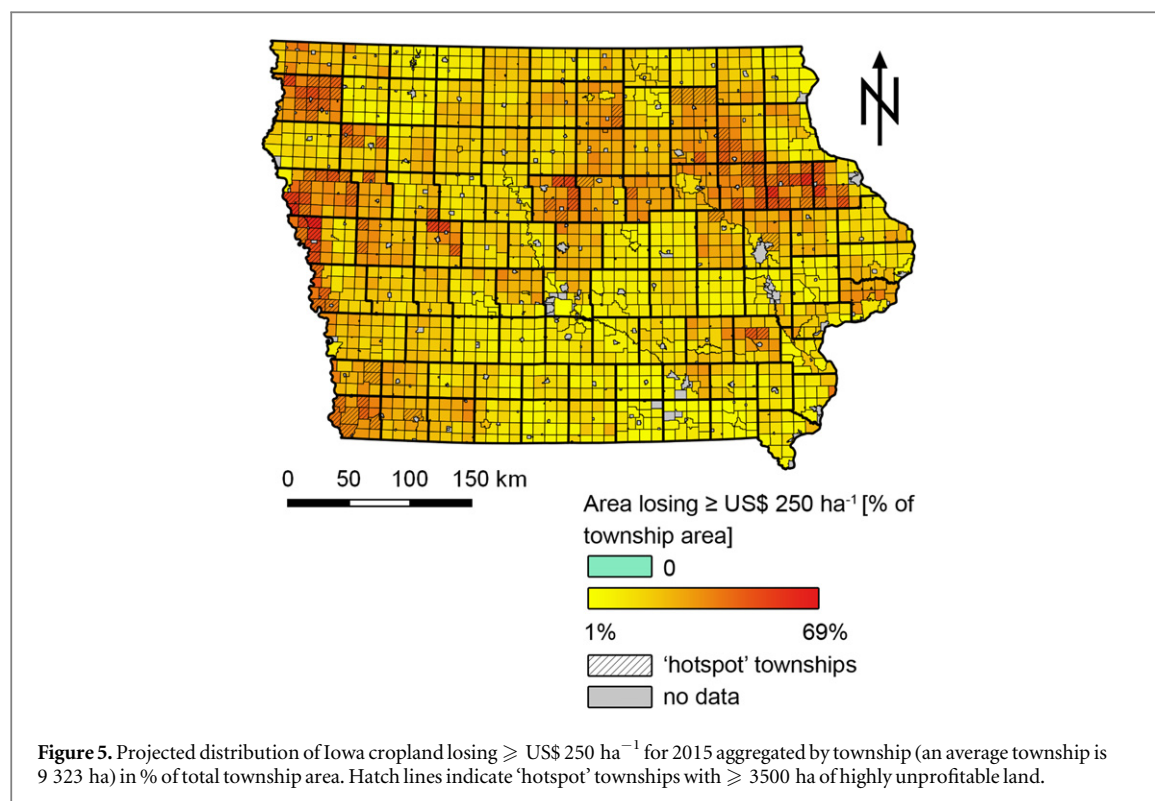 N
0 50 100 150 km
Area losing ≥ US$ 250 ha⁻¹ [% of
township area]
0
1% 69%
'hotspot' townships
no data
Figure 5. Projected distribution of Iowa cropland losing ⩾ US$ 250 ha⁻¹ for 2015 aggregated by township (an average township is
9 323 ha) in % of total township area. Hatch lines indicate 'hotspot' townships with ⩾ 3500 ha of highly unprofitable land.